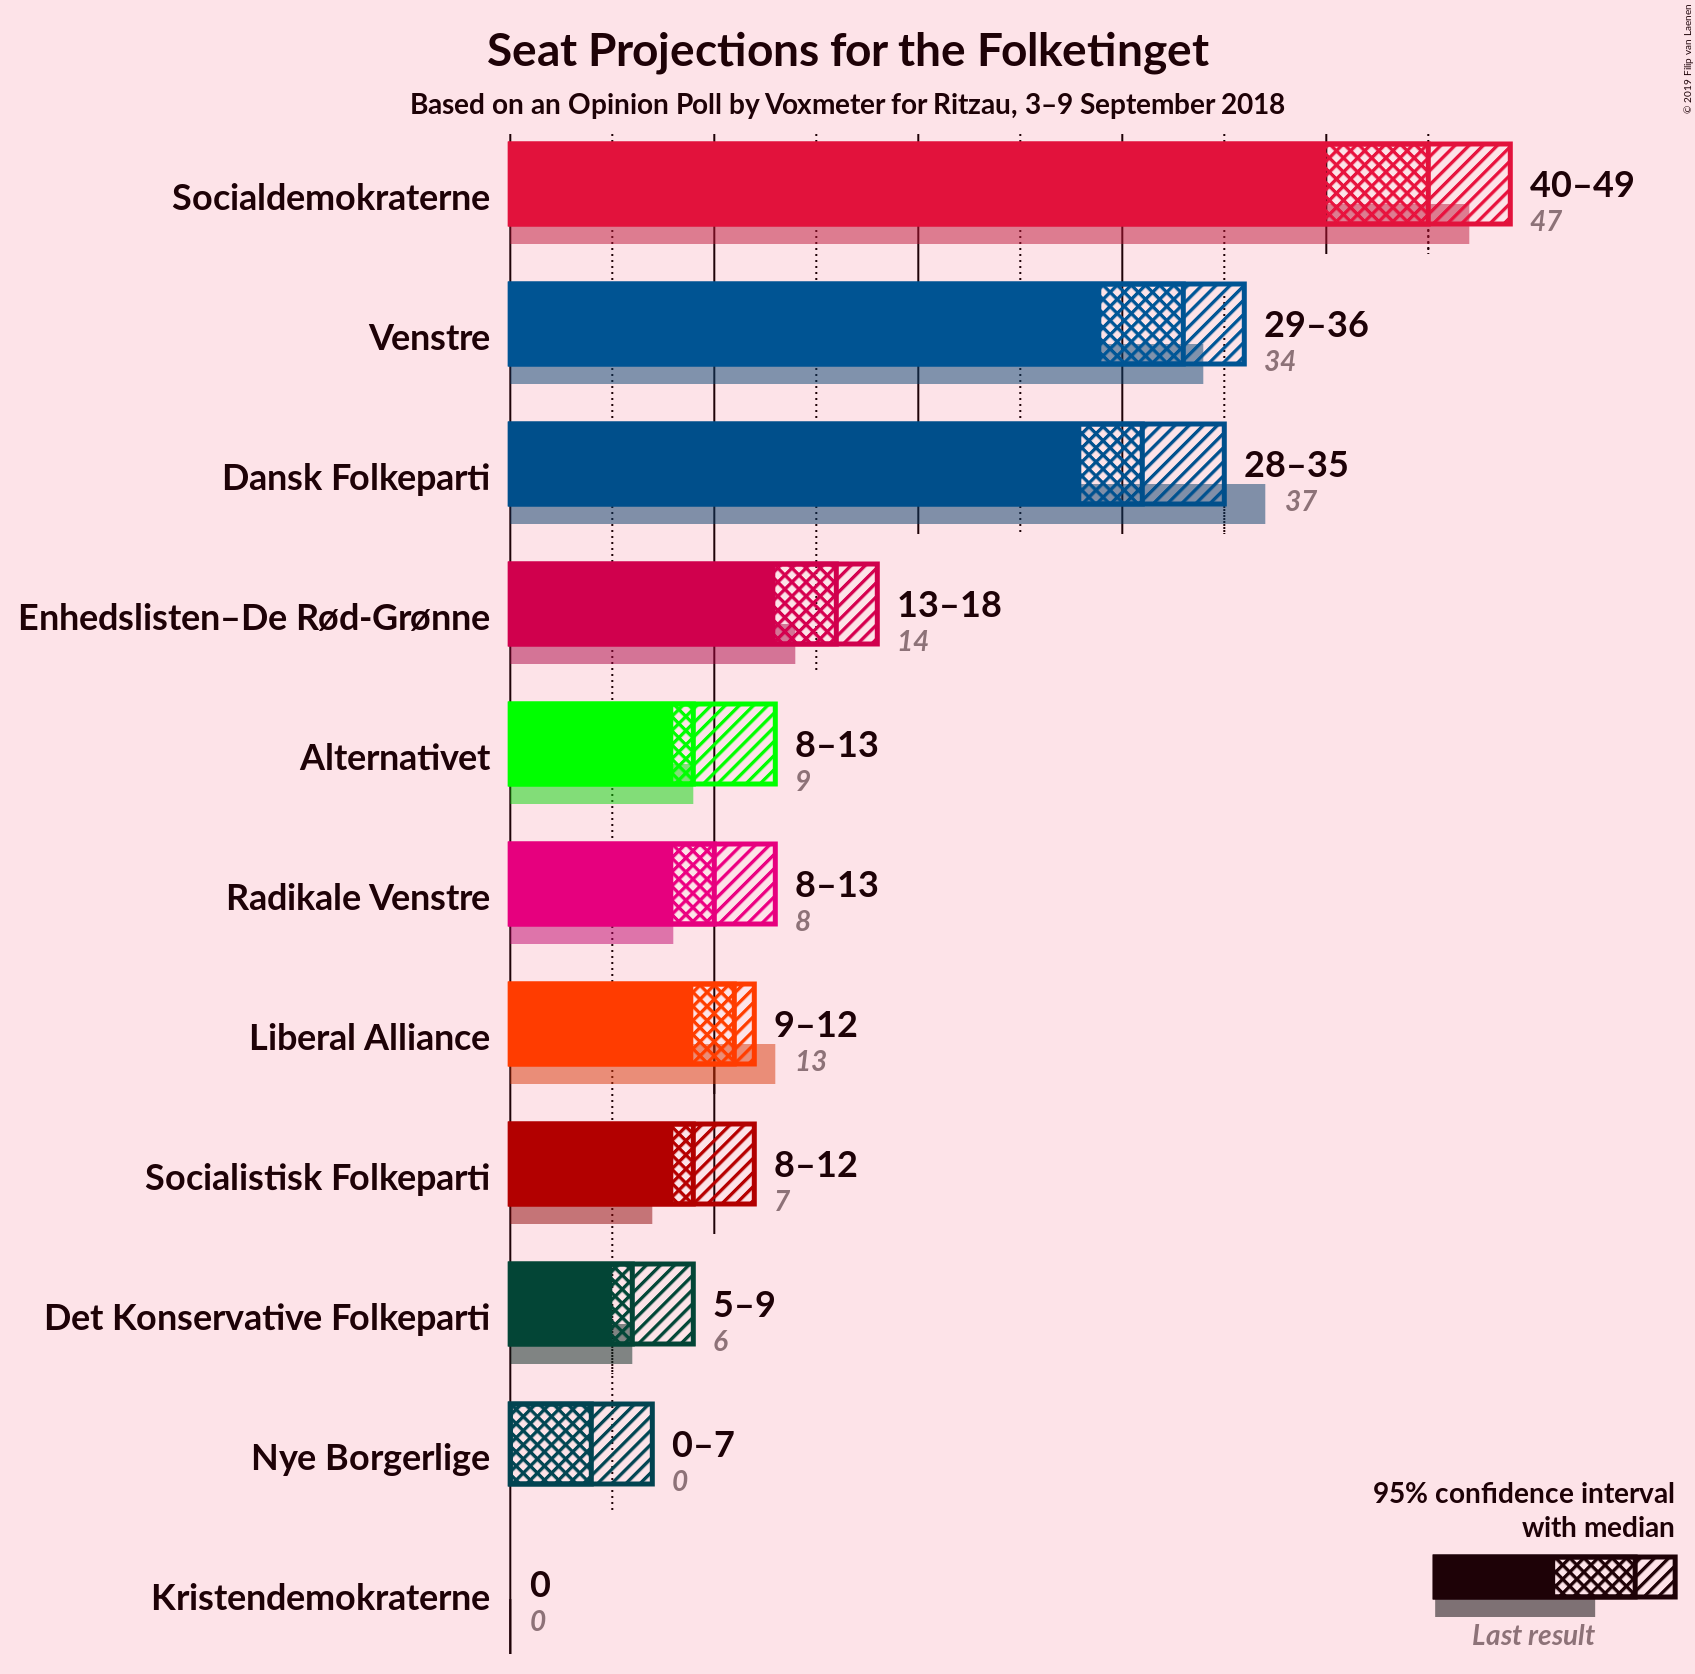 Seat Projections for the Folketinget
Based on an Opinion Poll by Voxmeter for Ritzau, 3–9 September 2018
© 2019 Filip van Laenen
Socialdemokraterne
40–49
47
Venstre
29–36
34
Dansk Folkeparti
28–35
37
Enhedslisten–De Rød-Grønne
13–18
14
Alternativet
8–13
9
Radikale Venstre
8–13
8
Liberal Alliance
9–12
13
Socialistisk Folkeparti
8–12
7
Det Konservative Folkeparti
5–9
6
Nye Borgerlige
0–7
0
Kristendemokraterne
0
0
95% confidence interval
with median
Last result